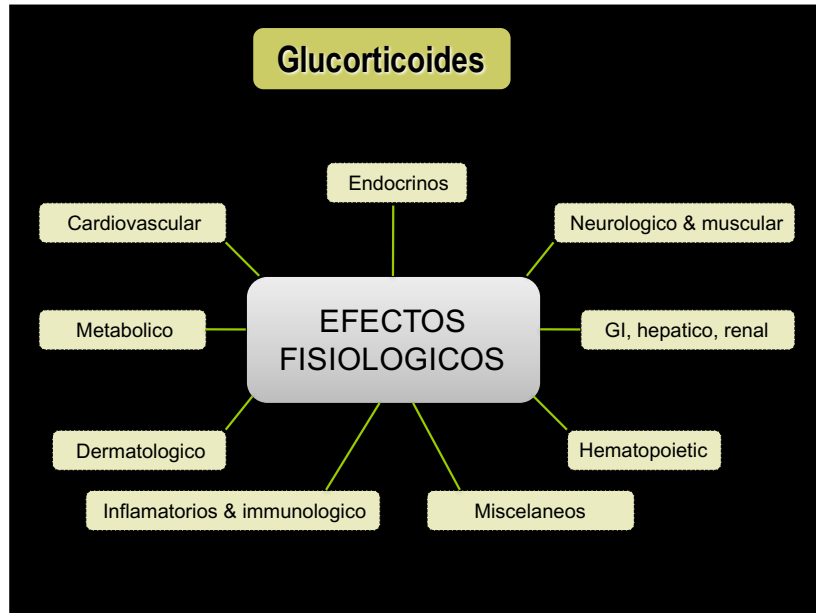 Glucorticoides
Endocrinos
Cardiovascular
Neurologico & muscular
Metabolico
EFECTOS
FISIOLOGICOS
GI, hepatico, renal
Dermatologico
Hematopoietic
Inflamatorios & immunologico
Miscelaneos